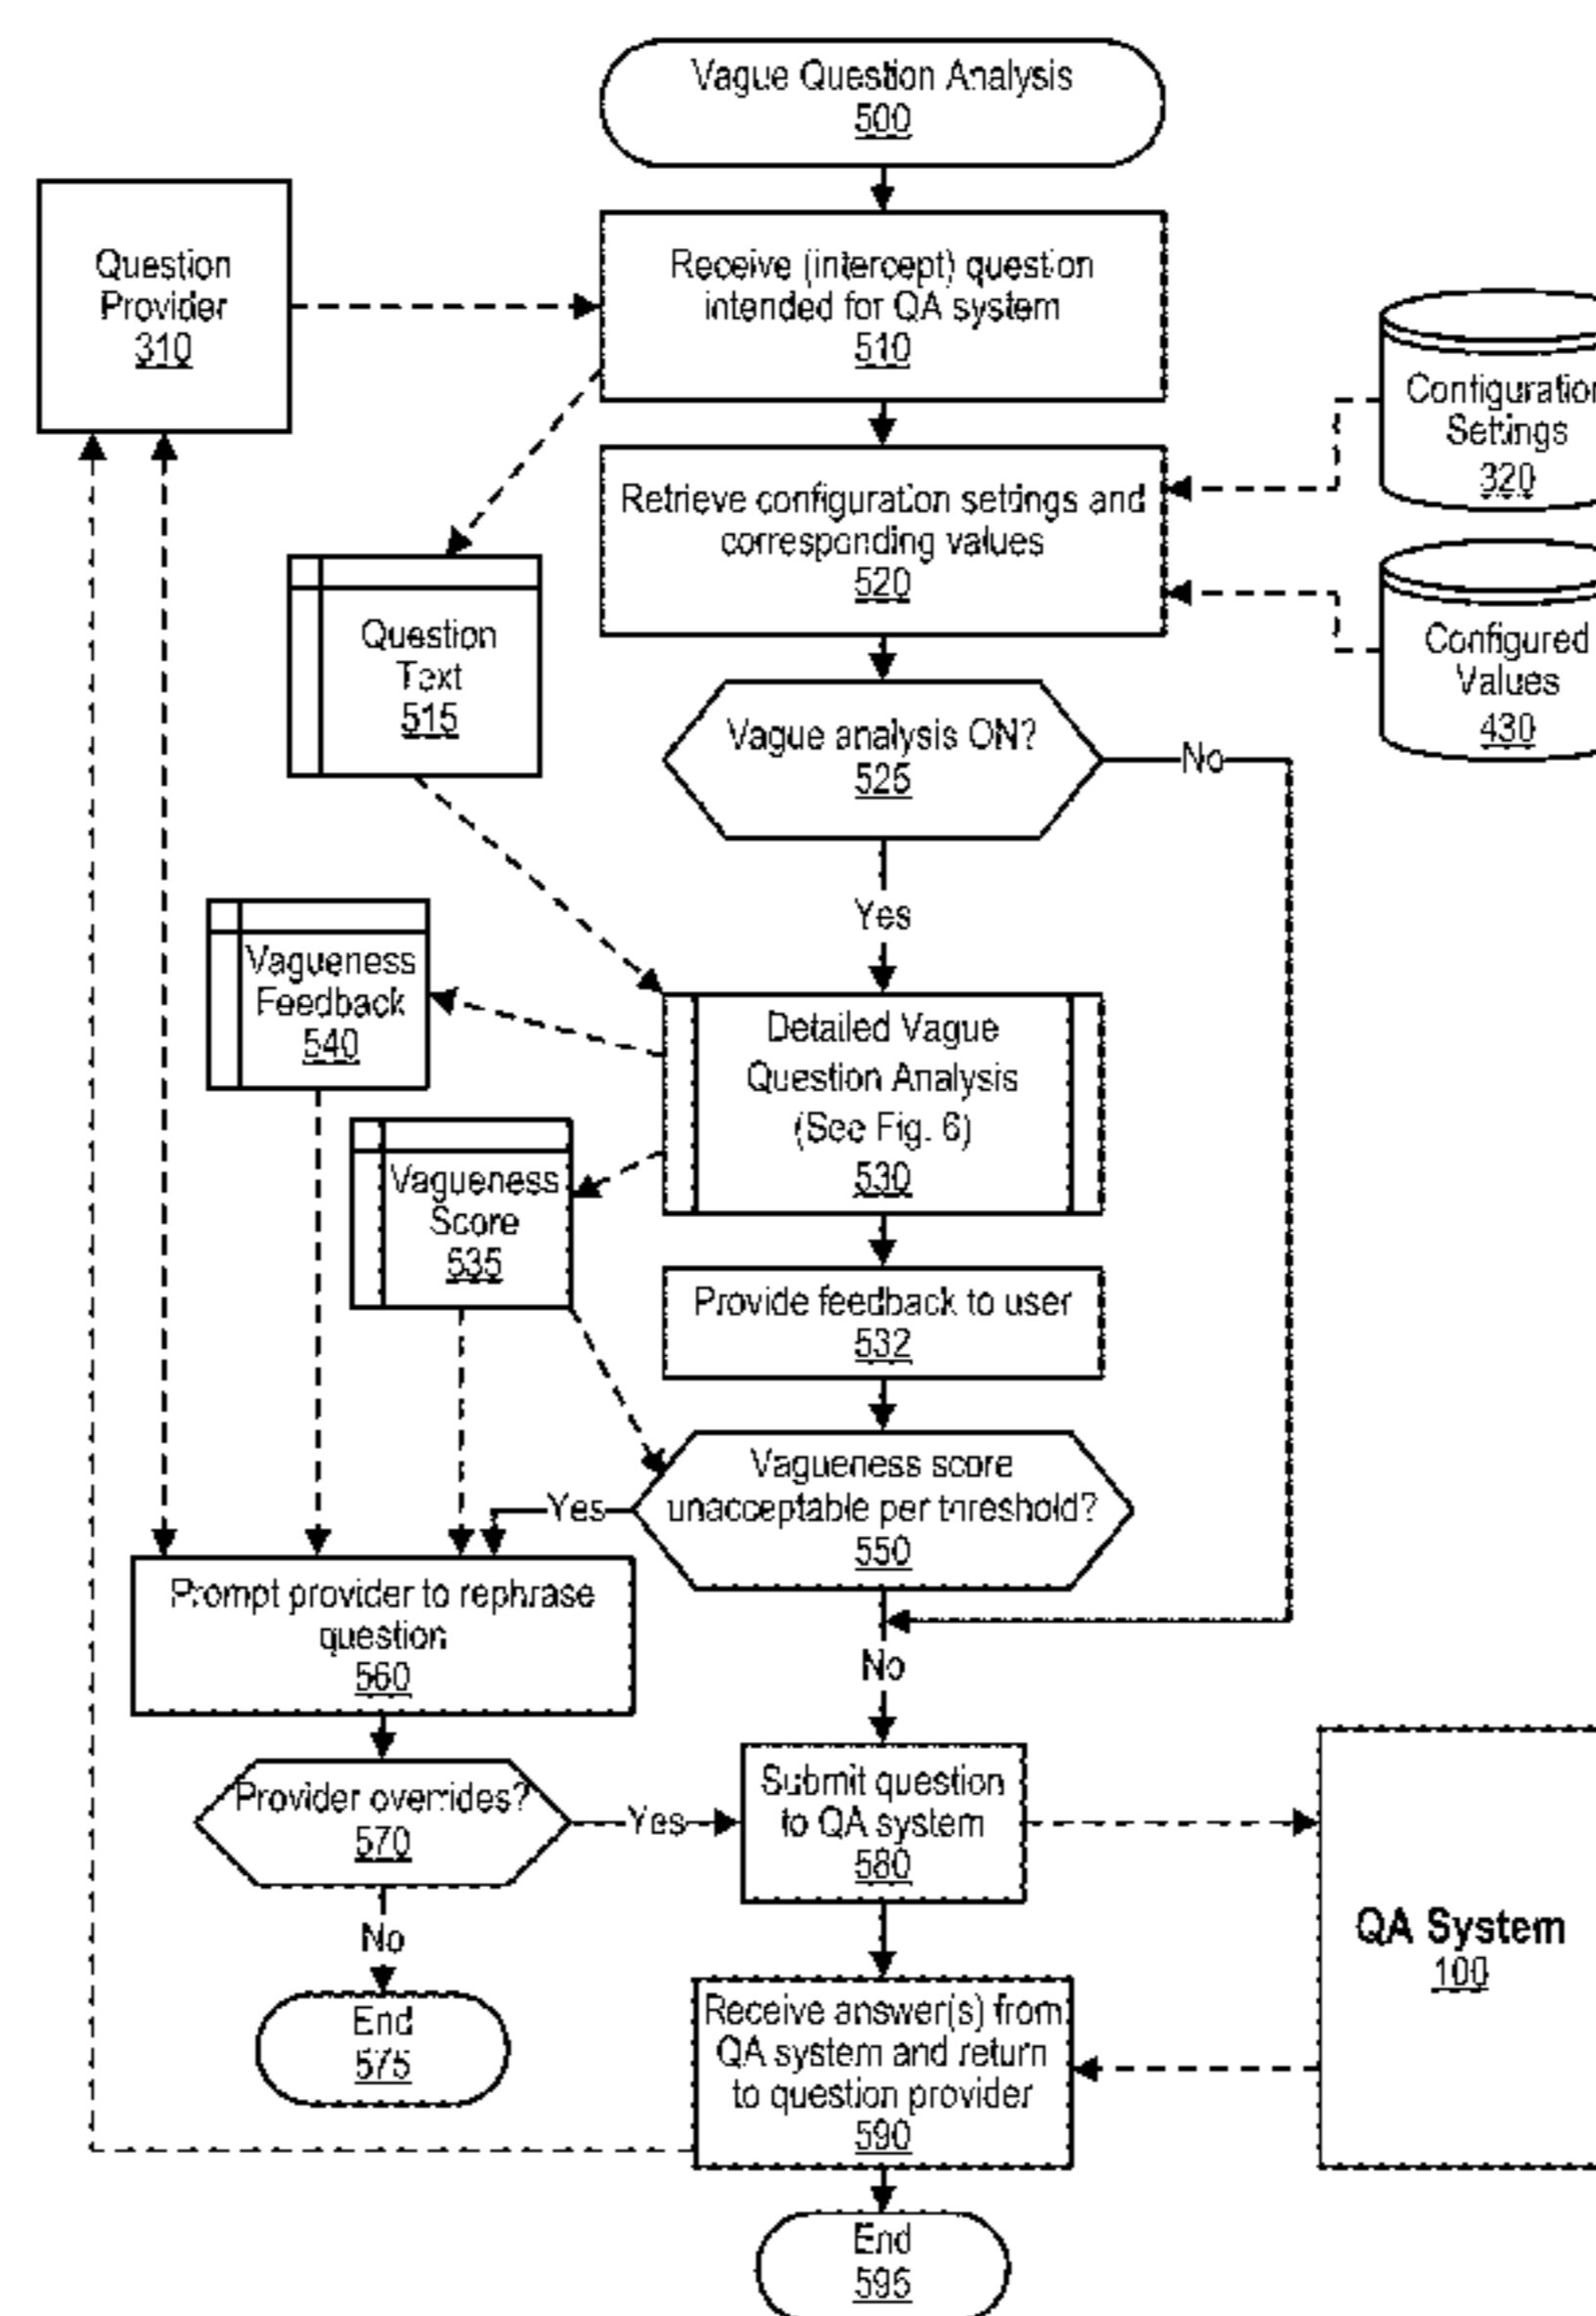 Vague Question Analysis
500
Question
Provider
310
Receive (intercept) question
intended for QA system
510
Configuration
Settings
320
Retrieve configuration settings and
corresponding values
520
Configured
Values
430
Question
Text
515
Vague analysis ON?
525
No
Yes
Vagueness
Feedback
540
Detailed Vague
Question Analysis
(See Fig. 6)
530
Vagueness
Score
535
Provide feedback to user
532
Vagueness score
unacceptable per threshold?
550
Yes
No
Prompt provider to rephrase
question
560
Provider overrides?
570
Yes
No
Submit question
to QA system
580
QA System
100
End
575
Receive answer(s) from
QA system and return
to question provider
590
End
595